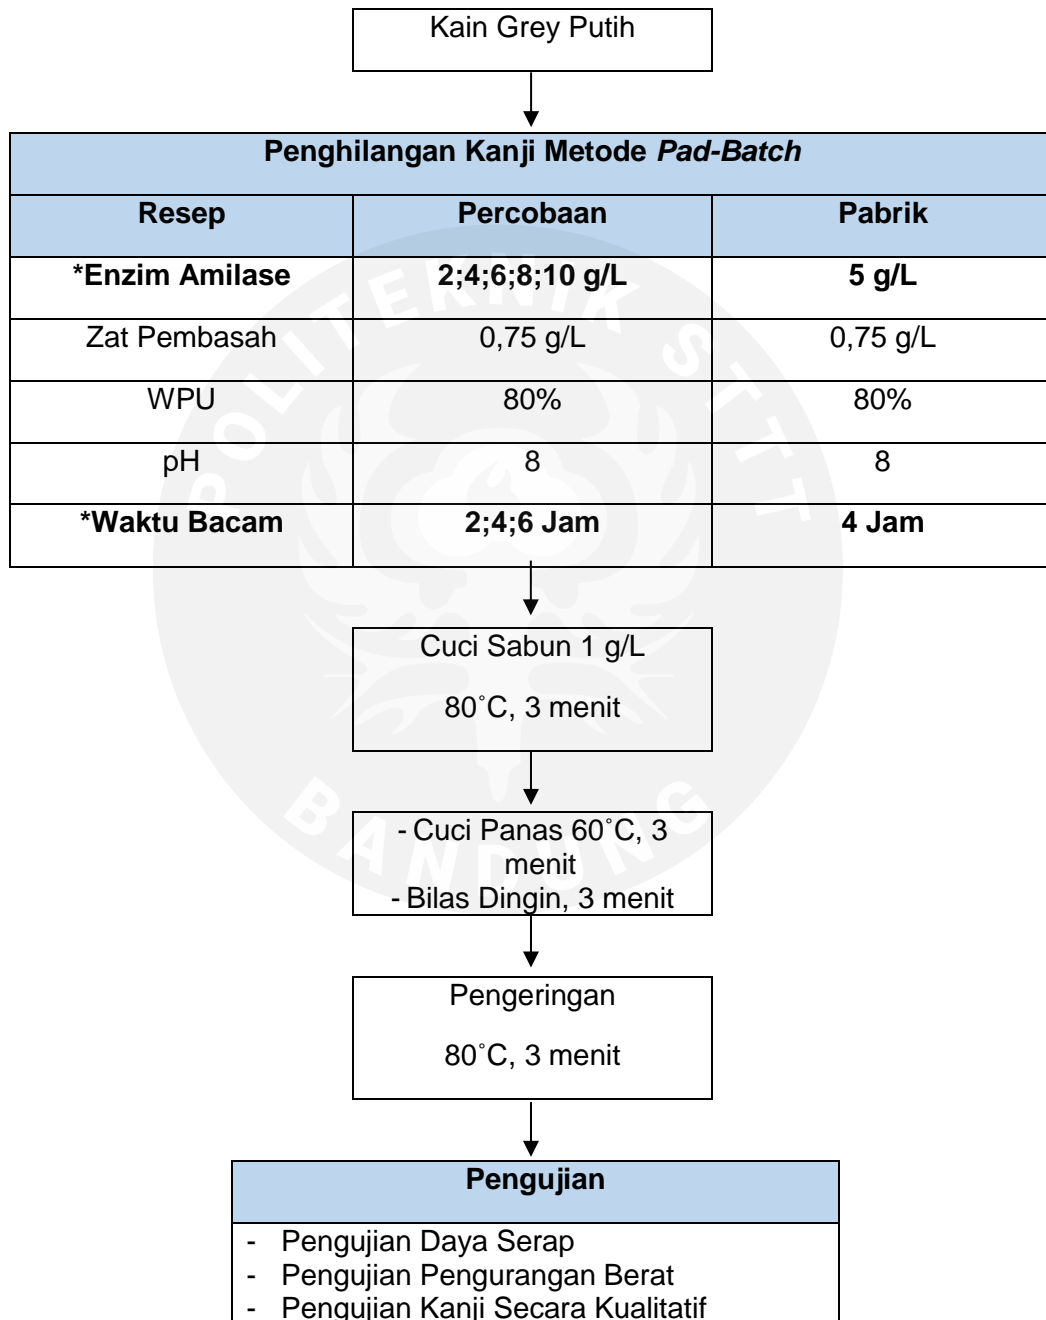 Kain Grey Putih
Penghilangan Kanji Metode Pad-Batch
Resep Percobaan Pabrik
*Enzim Amilase 2;4;6;8;10 g/L 5 g/L
Zat Pembasah 0,75 g/L 0,75 g/L
WPU 80% 80%
pH 8 8
*Waktu Bacam 2;4;6 Jam 4 Jam
Cuci Sabun 1 g/L
80˚C, 3 menit
- Cuci Panas 60˚C, 3
menit
- Bilas Dingin, 3 menit
Pengeringan
80˚C, 3 menit
Pengujian
- Pengujian Daya Serap
- Pengujian Pengurangan Berat
- Pengujian Kanji Secara Kualitatif
POLITEKNIK STTT
BANDUNG